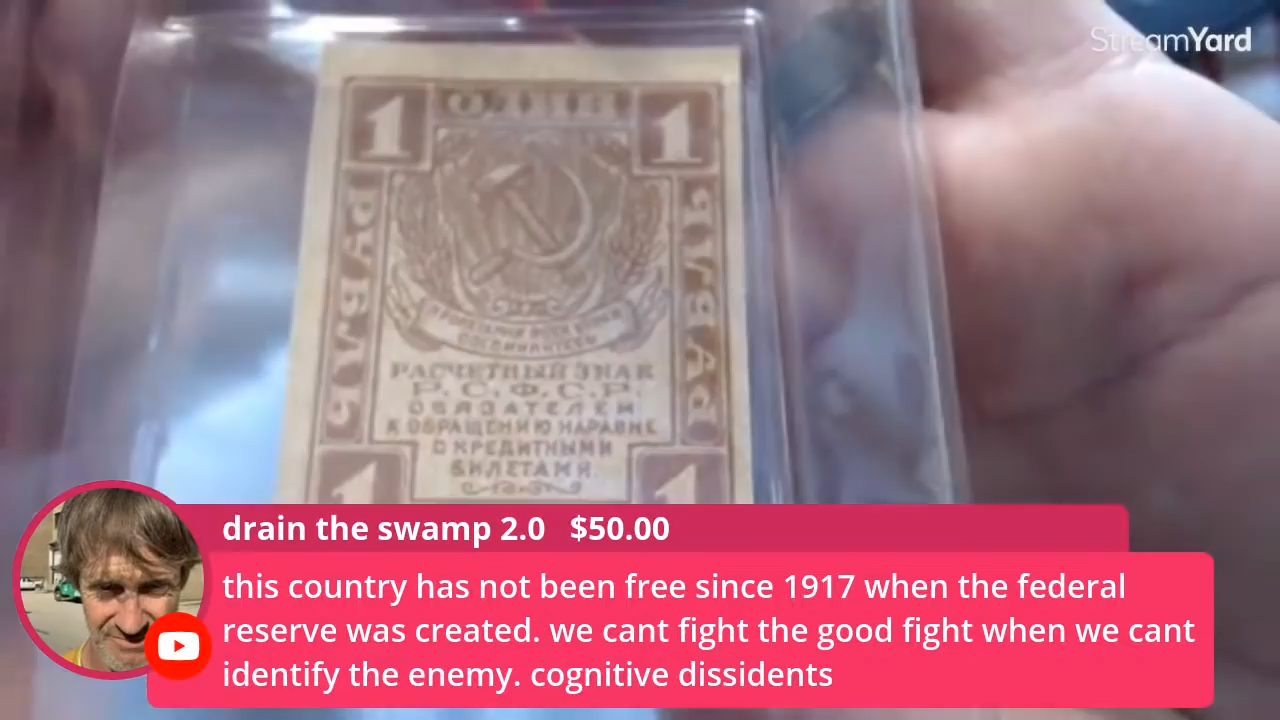 StreamYard
1 1
РАСЧЕТНЫЙ ЗНАК
Р. С. Ф. С. Р.
ОБЯЗАТЕЛЕН
К ОБРАЩЕНИЮ НАРАВНЕ
С КРЕДИТНЫМИ
БИЛЕТАМИ
1 1
drain the swamp 2.0 $50.00
this country has not been free since 1917 when the federal
reserve was created. we cant fight the good fight when we cant
identify the enemy. cognitive dissidents